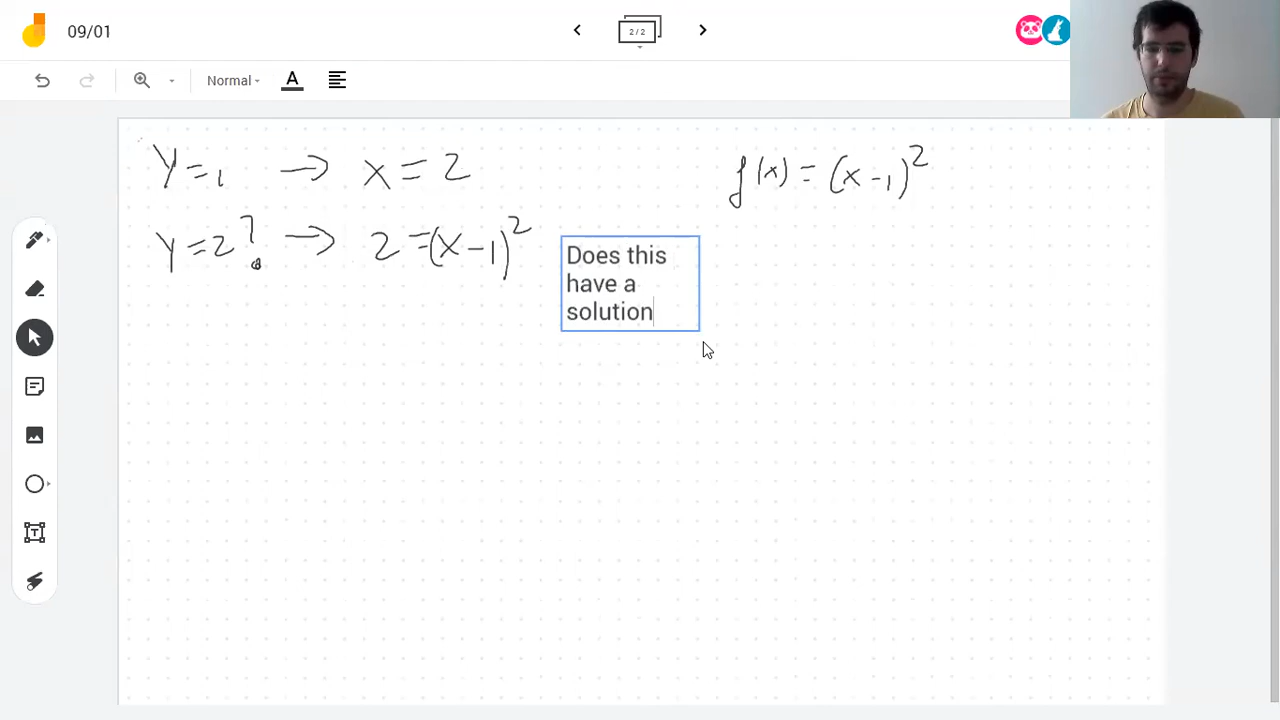 09/01
2 / 2
Normal
A
Y=1 → x=2
f(x)=(x-1)²
Y=2? → 2=(x-1)²
Does this
have a
solution